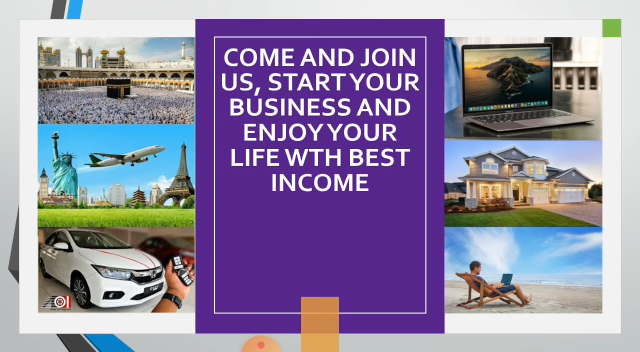 COME AND JOIN
US, START YOUR
BUSINESS AND
ENJOY YOUR
LIFE WTH BEST
INCOME